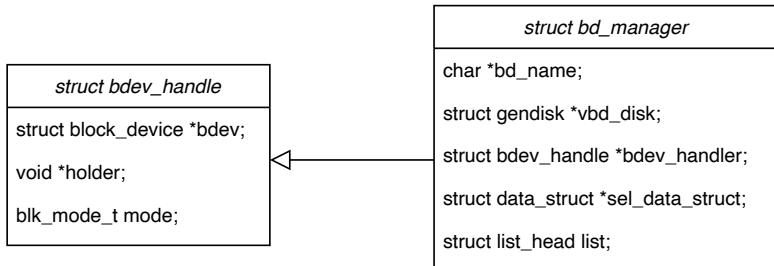 struct bdev_handle
struct block_device *bdev;
void *holder;
blk_mode_t mode;
struct bd_manager
char *bd_name;
struct gendisk *vbd_disk;
struct bdev_handle *bdev_handler;
struct data_struct *sel_data_struct;
struct list_head list;